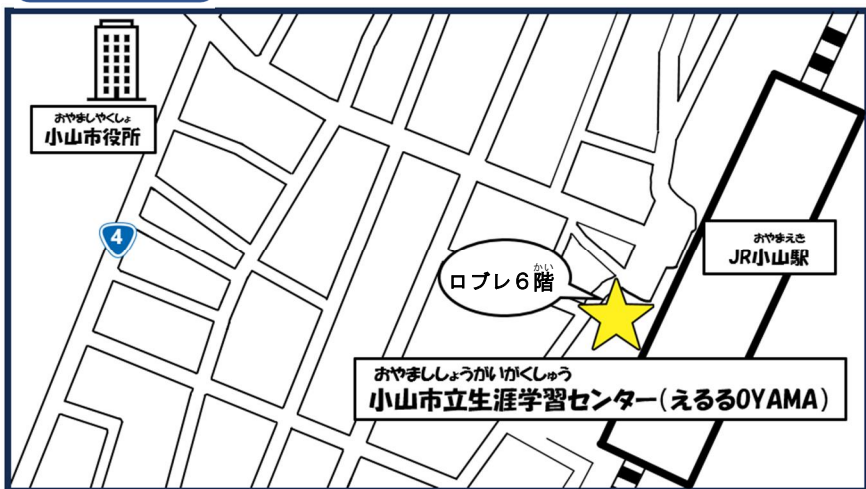 おやましやくしょ
小山市役所
4
おやまえき
JR小山駅
かい
ロブレ6階
おやまししょうがいがくしゅう
小山市立生涯学習センター(えるるOYAMA)